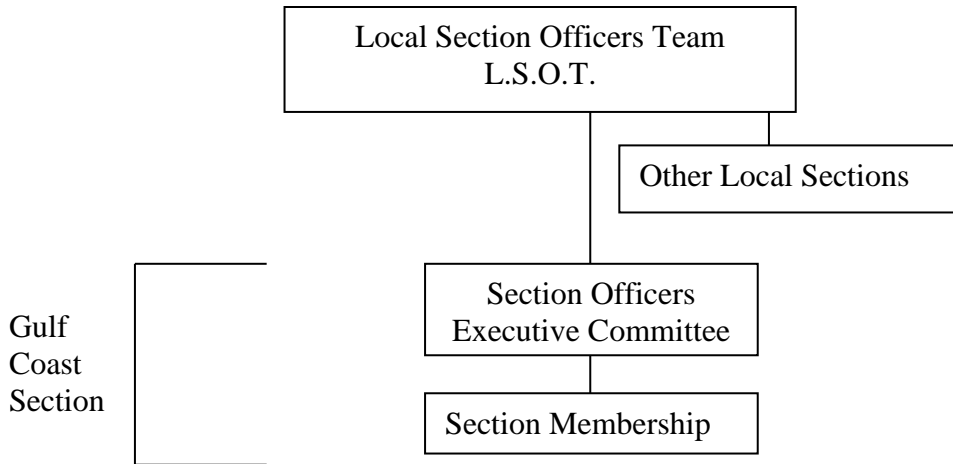 Local Section Officers Team
L.S.O.T.
Other Local Sections
Section Officers
Executive Committee
Gulf
Coast
Section
Section Membership